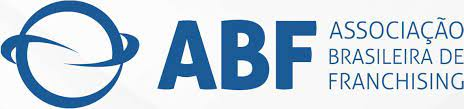 ABF
ASSOCIAÇÃO
BRASILEIRA DE
FRANCHISING